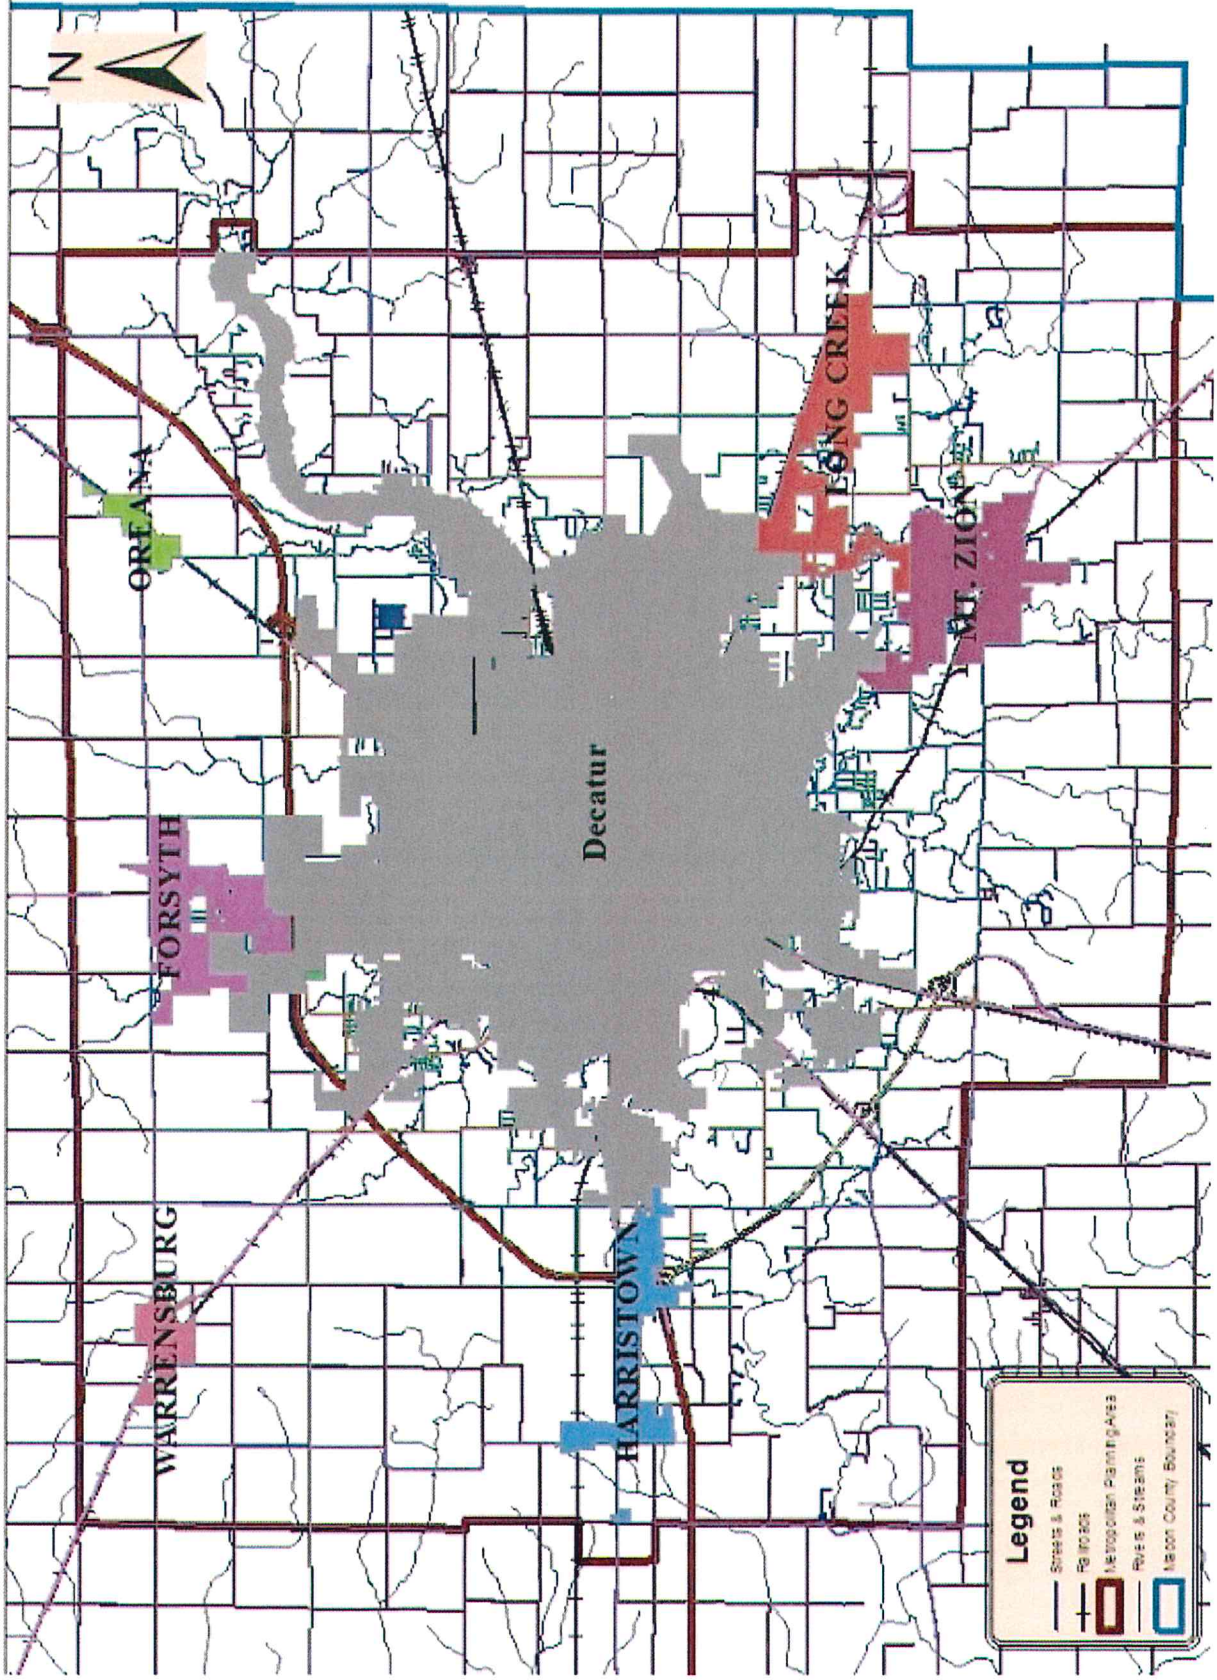 N
OREANA
FORSYTH
WARRENSBURG
Decatur
HARRISTOWN
LONG CREEK
MT. ZION
Legend
Streets & Roads
Railroads
Metropolitan Planning Area
Rivers & Streams
Macon County Boundary